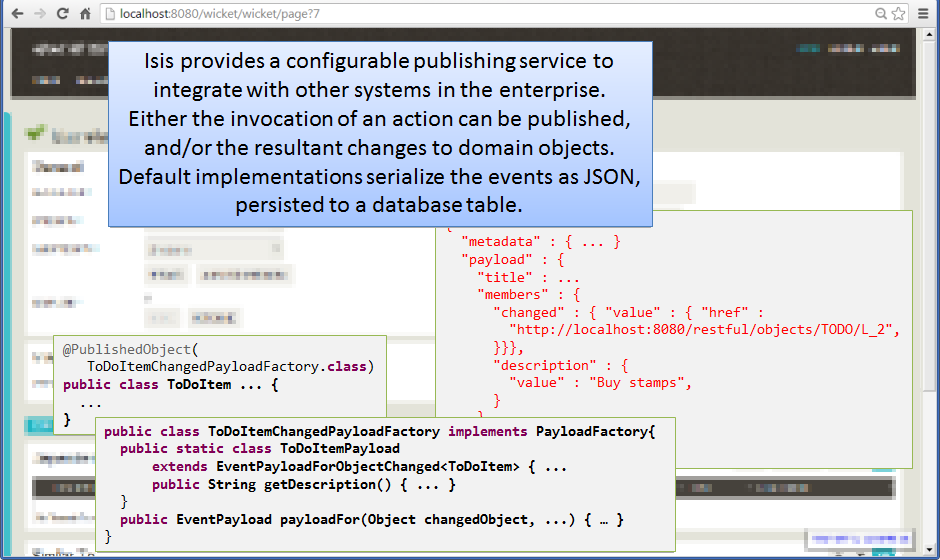 localhost:8080/wicket/wicket/page?7
Isis provides a configurable publishing service to
integrate with other systems in the enterprise.
Either the invocation of an action can be published,
and/or the resultant changes to domain objects.
Default implementations serialize the events as JSON,
persisted to a database table.
{
"metadata" : { ... }
"payload" : {
"title" : ...
"members" : {
"changed" : { "value" : { "href" :
"http://localhost:8080/restful/objects/TODO/L_2",
}}},
"description" : {
"value" : "Buy stamps",
}
@PublishedObject(
ToDoItemChangedPayloadFactory.class)
public class ToDoItem ... {
...
}
public class ToDoItemChangedPayloadFactory implements PayloadFactory{
public static class ToDoItemPayload
extends EventPayloadForObjectChanged<ToDoItem> { ...
public String getDescription() { ... }
}
public EventPayload payloadFor(Object changedObject, ...) { … }
}